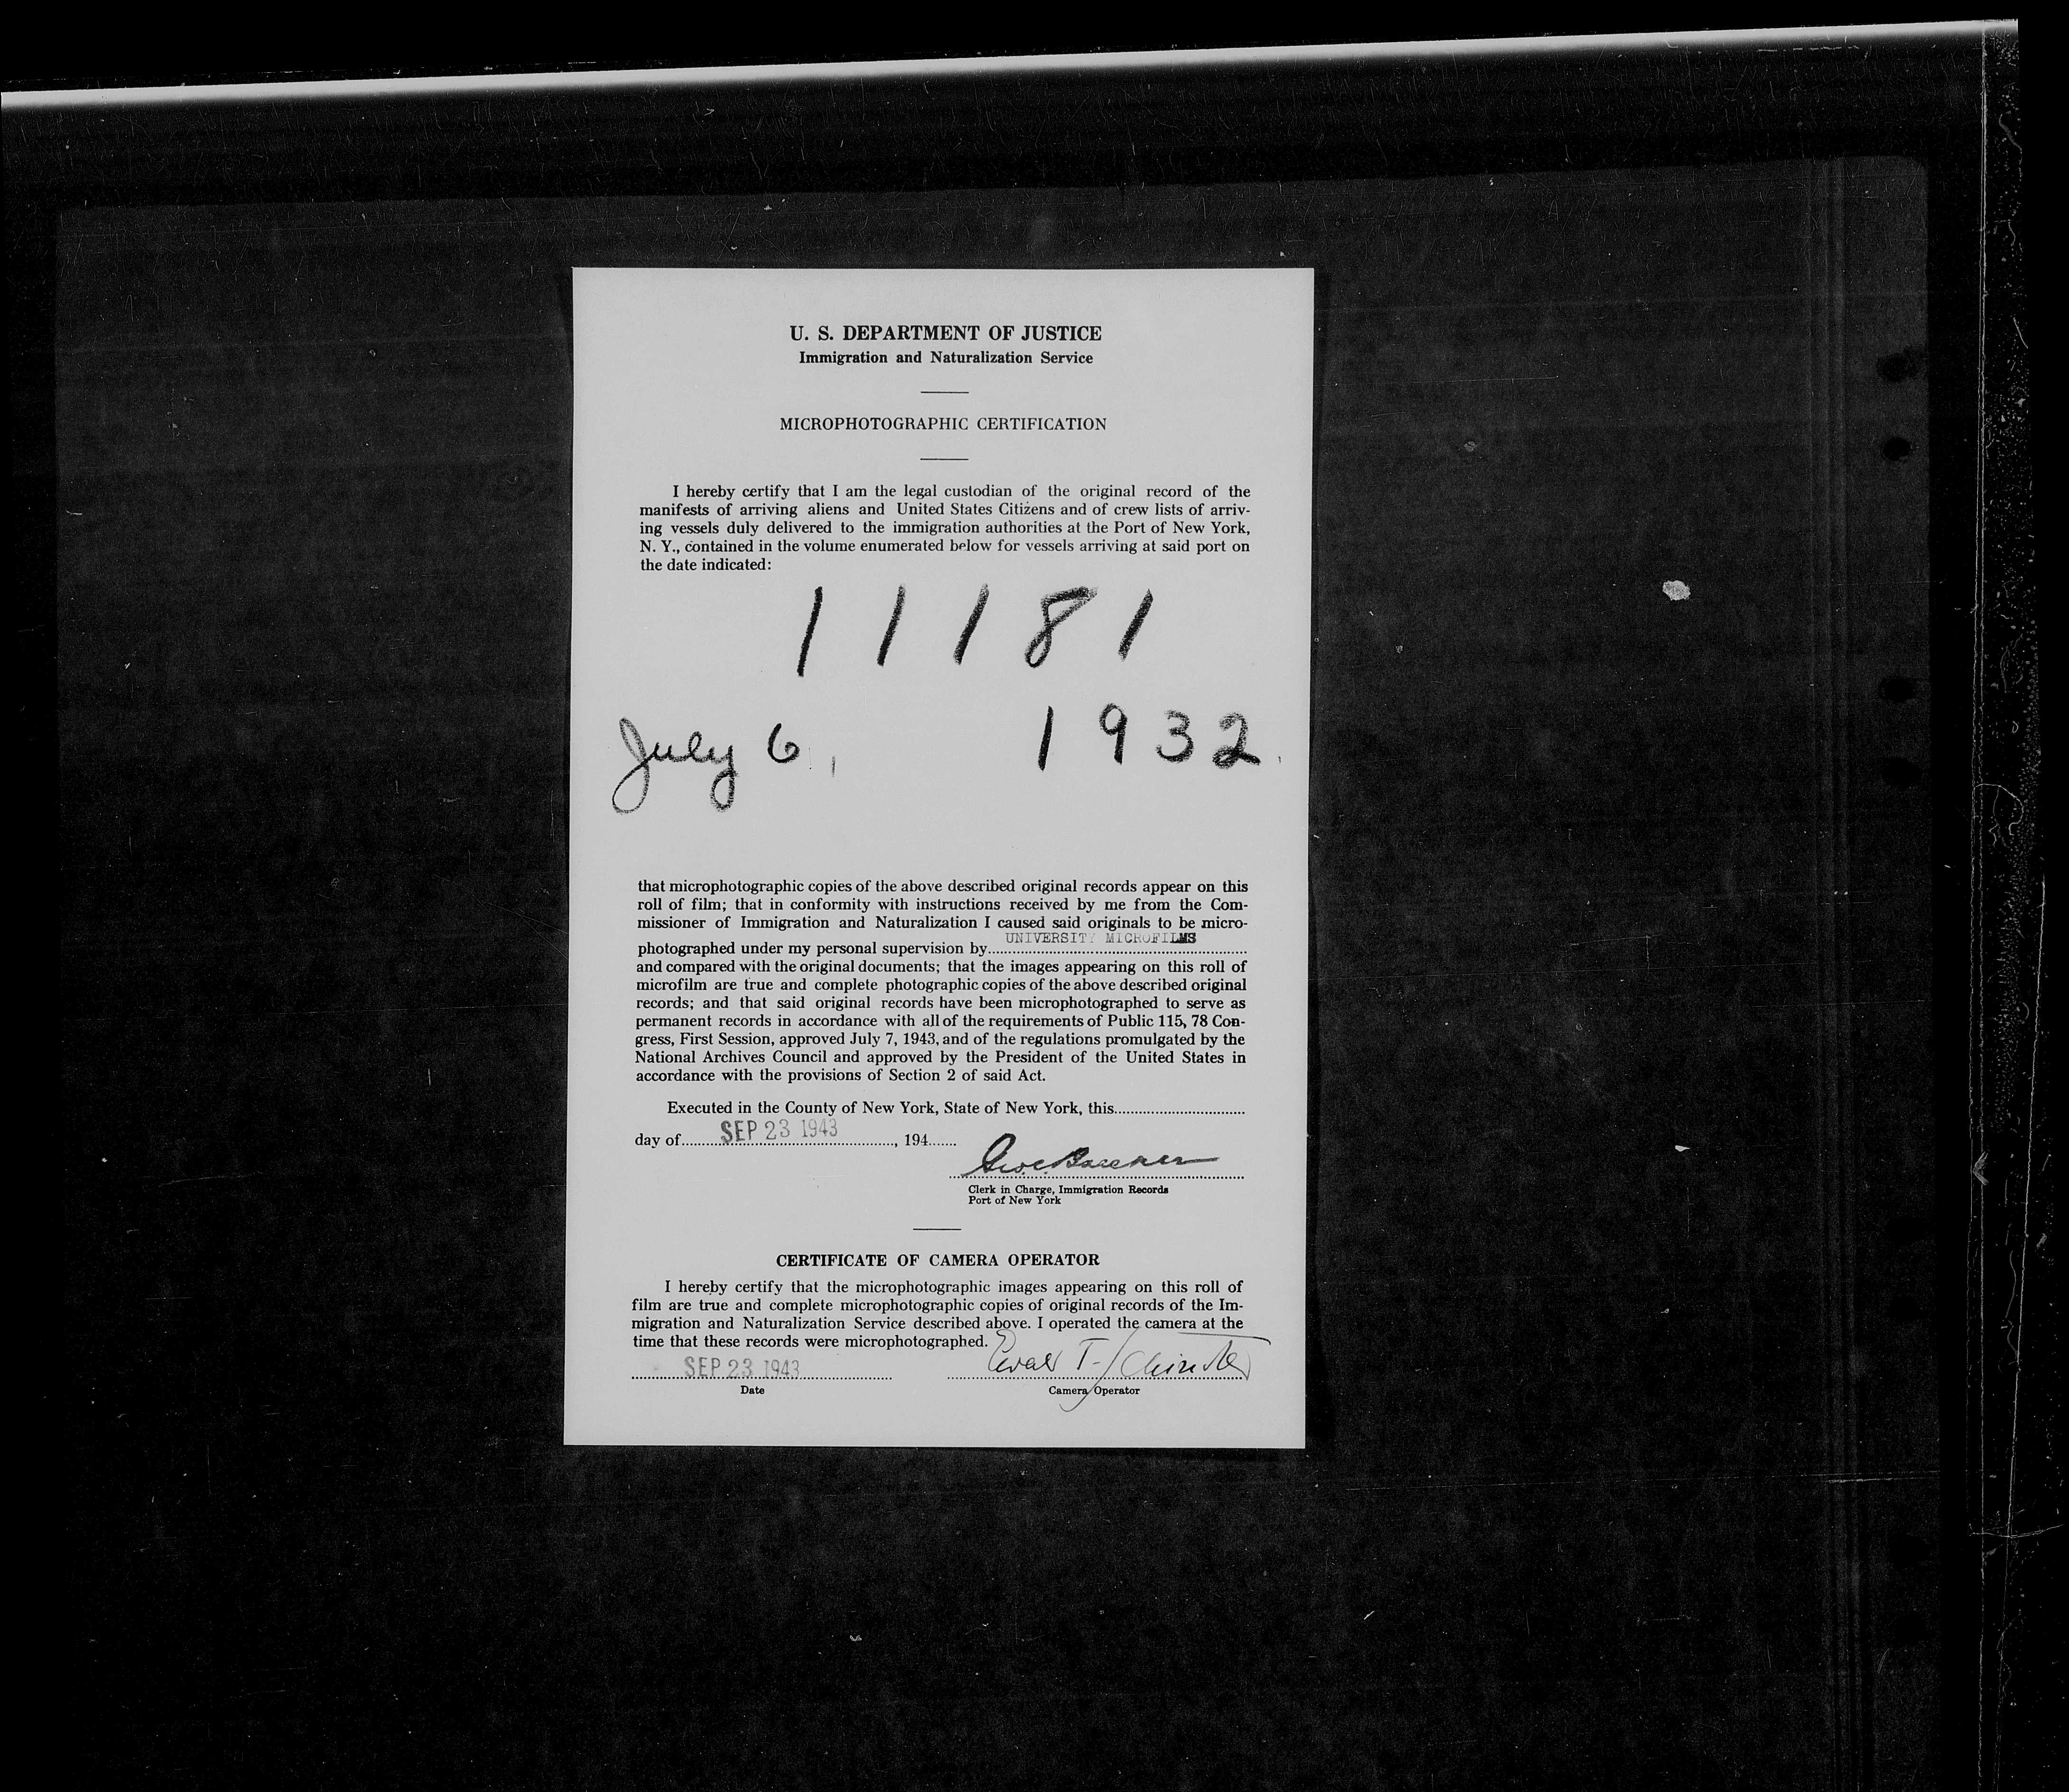 U. S. DEPARTMENT OF JUSTICE
Immigration and Naturalization Service
MICROPHOTOGRAPHIC CERTIFICATION
I hereby certify that I am the legal custodian of the original record of the
manifests of arriving aliens and United States Citizens and of crew lists of arriv-
ing vessels duly delivered to the immigration authorities at the Port of New York,
N. Y., contained in the volume enumerated below for vessels arriving at said port on
the date indicated:
11181
July 6, 1932.
that microphotographic copies of the above described original records appear on this
roll of film; that in conformity with instructions received by me from the Com-
missioner of Immigration and Naturalization I caused said originals to be micro-
photographed under my personal supervision by UNIVERSITY MICROFILMS
and compared with the original documents; that the images appearing on this roll of
microfilm are true and complete photographic copies of the above described original
records; and that said original records have been microphotographed to serve as
permanent records in accordance with all of the requirements of Public 115, 78 Con-
gress, First Session, approved July 7, 1943, and of the regulations promulgated by the
National Archives Council and approved by the President of the United States in
accordance with the provisions of Section 2 of said Act.
Executed in the County of New York, State of New York, this
day of SEP 23 1943, 194
Clerk in Charge, Immigration Records
Port of New York
CERTIFICATE OF CAMERA OPERATOR
I hereby certify that the microphotographic images appearing on this roll of
film are true and complete microphotographic copies of original records of the Im-
migration and Naturalization Service described above. I operated the camera at the
time that these records were microphotographed.
SEP 23 1943
Date Camera Operator